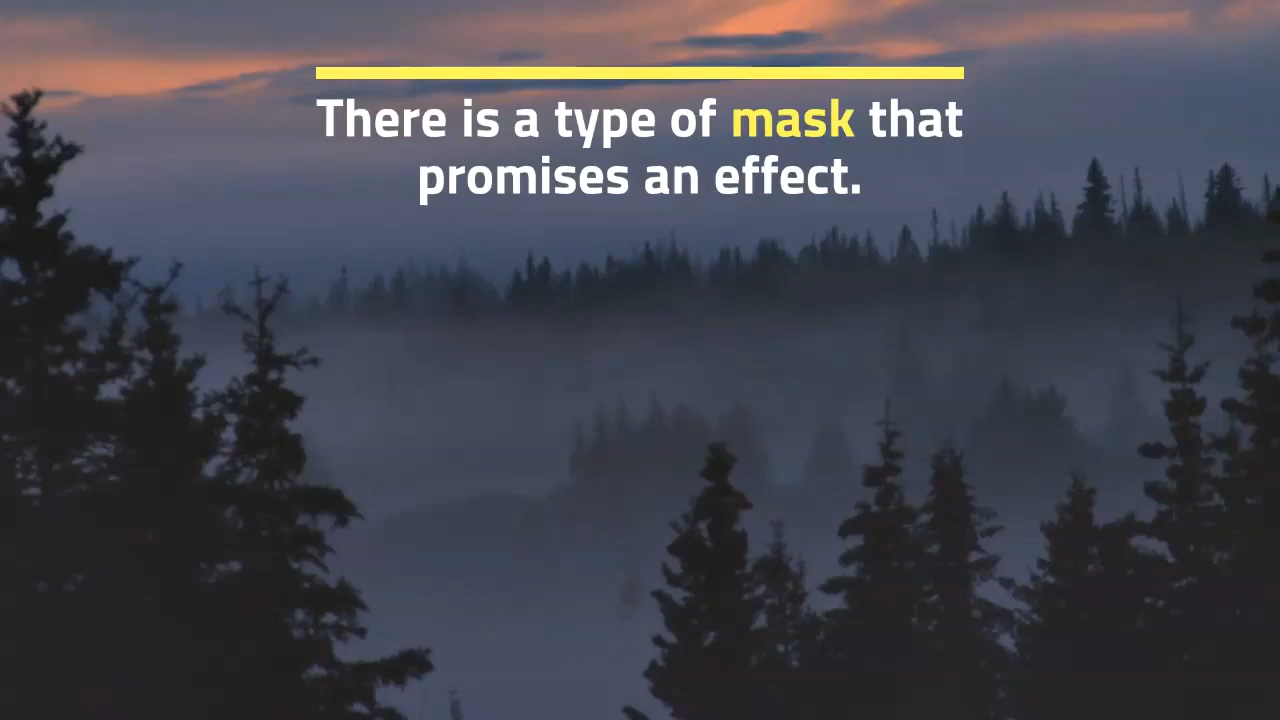 There is a type of mask that
promises an effect.